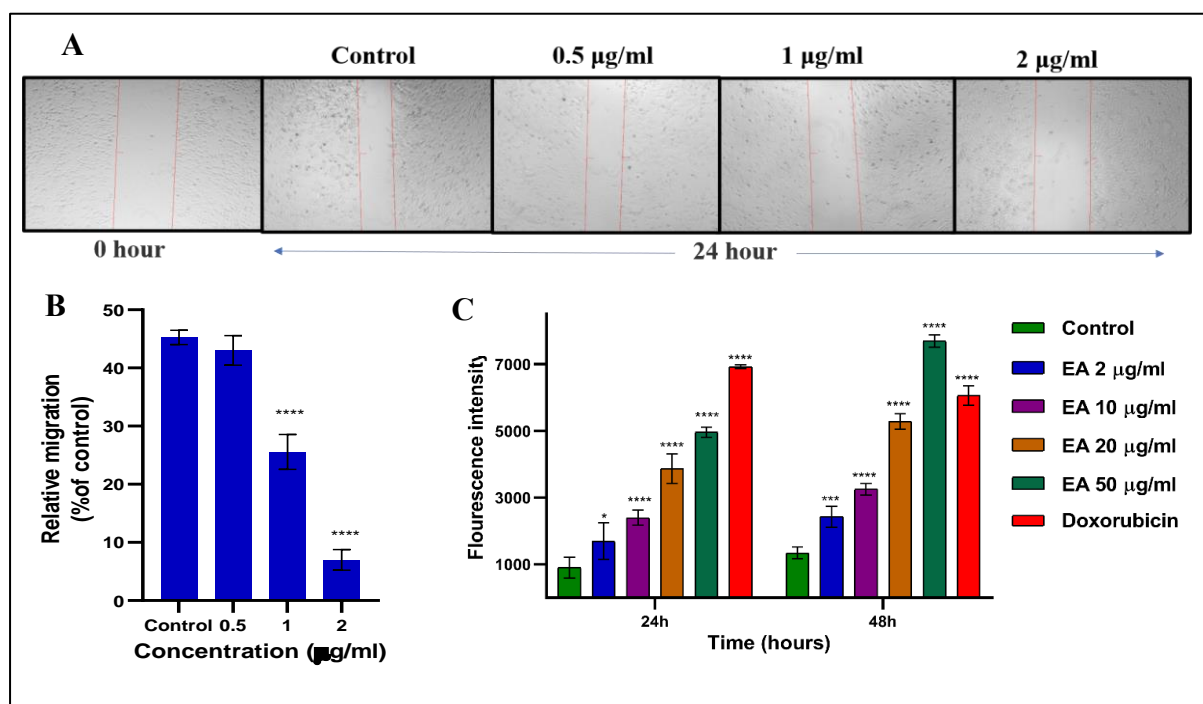 A
Control 0.5 μg/ml 1 μg/ml 2 μg/ml
0 hour 24 hour
B
50
40
30
20
10
0
Relative migration
(%of control)
****
****
Control 0.5 1 2
Concentration (μg/ml)
C
7000
5000
3000
1000
Flourescence intensity
* **** **** **** ****
*** **** **** **** ****
24h 48h
Time (hours)
Control
EA 2 μg/ml
EA 10 μg/ml
EA 20 μg/ml
EA 50 μg/ml
Doxorubicin